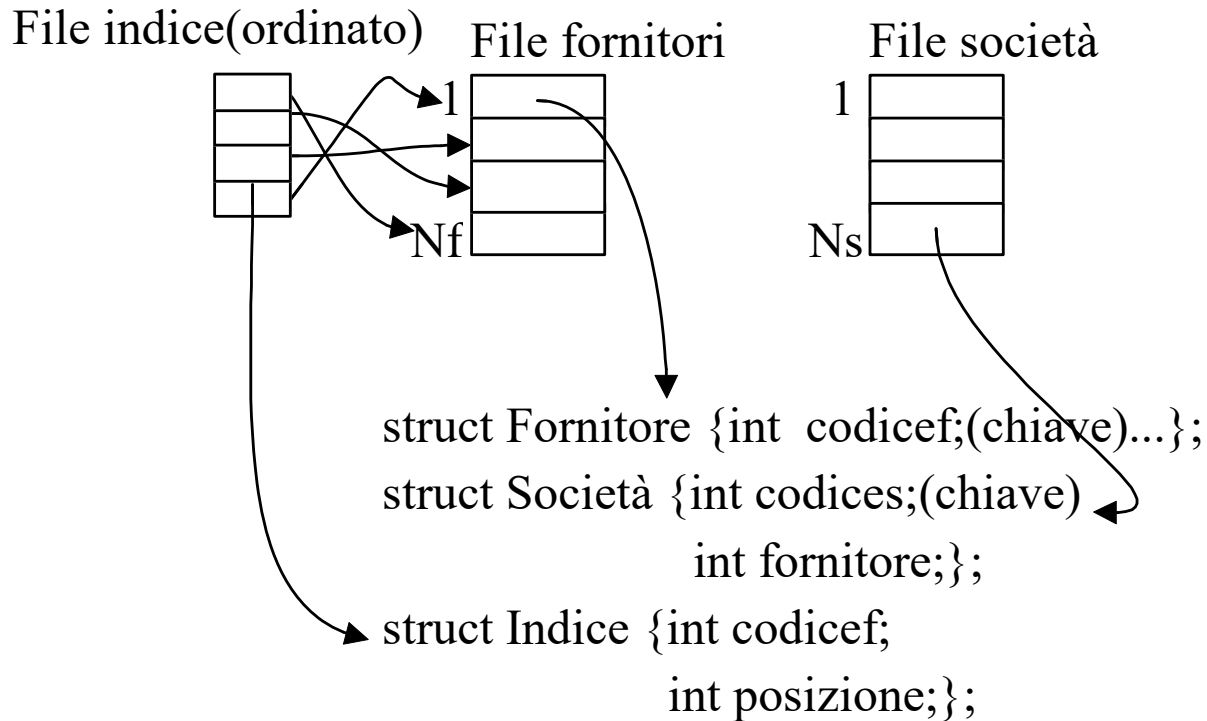 File indice(ordinato)
File fornitori
File società
1
1
Nf
Ns
struct Fornitore {int codicef;(chiave)...};
struct Società {int codices;(chiave)
int fornitore;};
struct Indice {int codicef;
int posizione;};